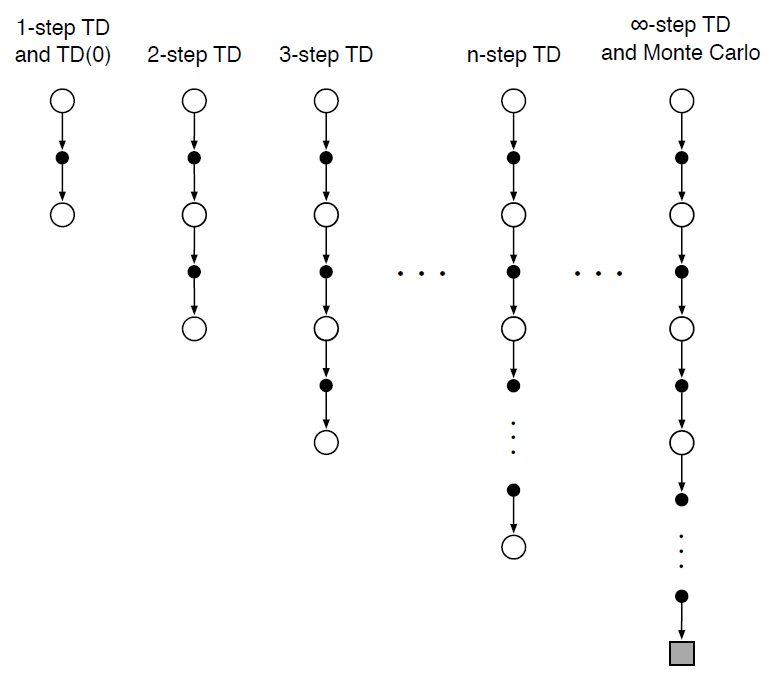 1-step TD
and TD(0)
2-step TD
3-step TD
n-step TD
∞-step TD
and Monte Carlo